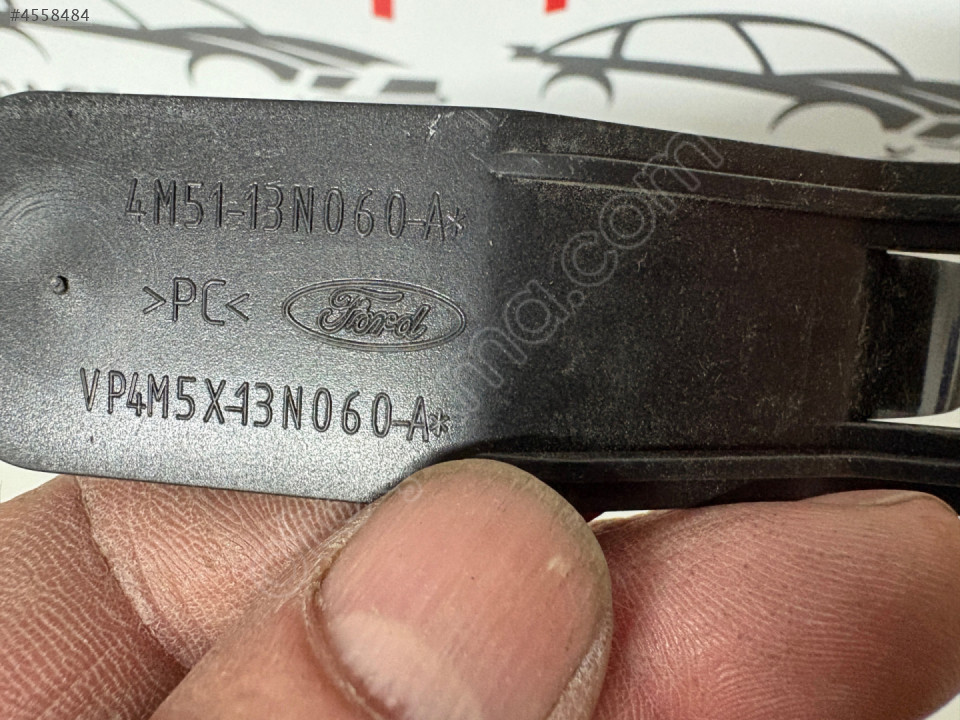 #4558484
4M51-13N060-A*
>PC< Ford
VP4M5X-13N060-A*